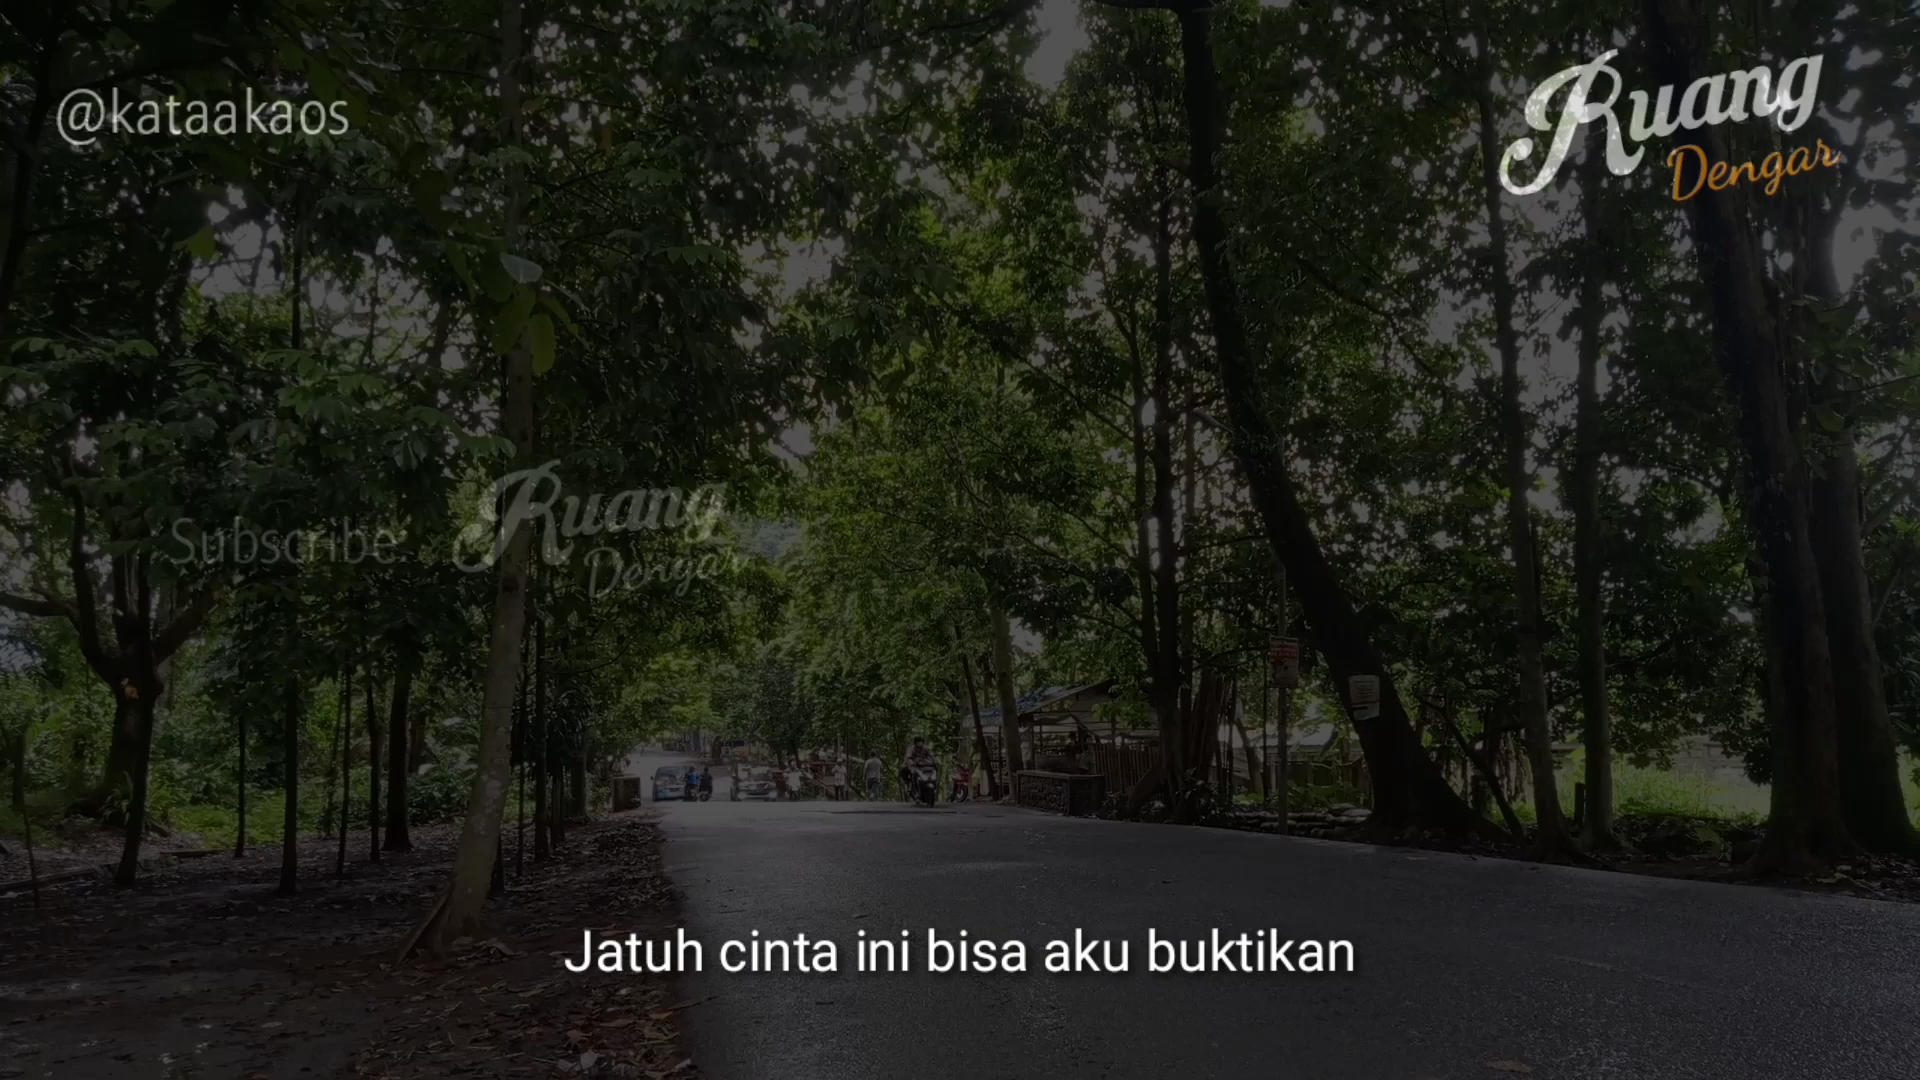 @kataakaos
Ruang
Dengar
Subscribe
Ruang
Dengar
Jatuh cinta ini bisa aku buktikan